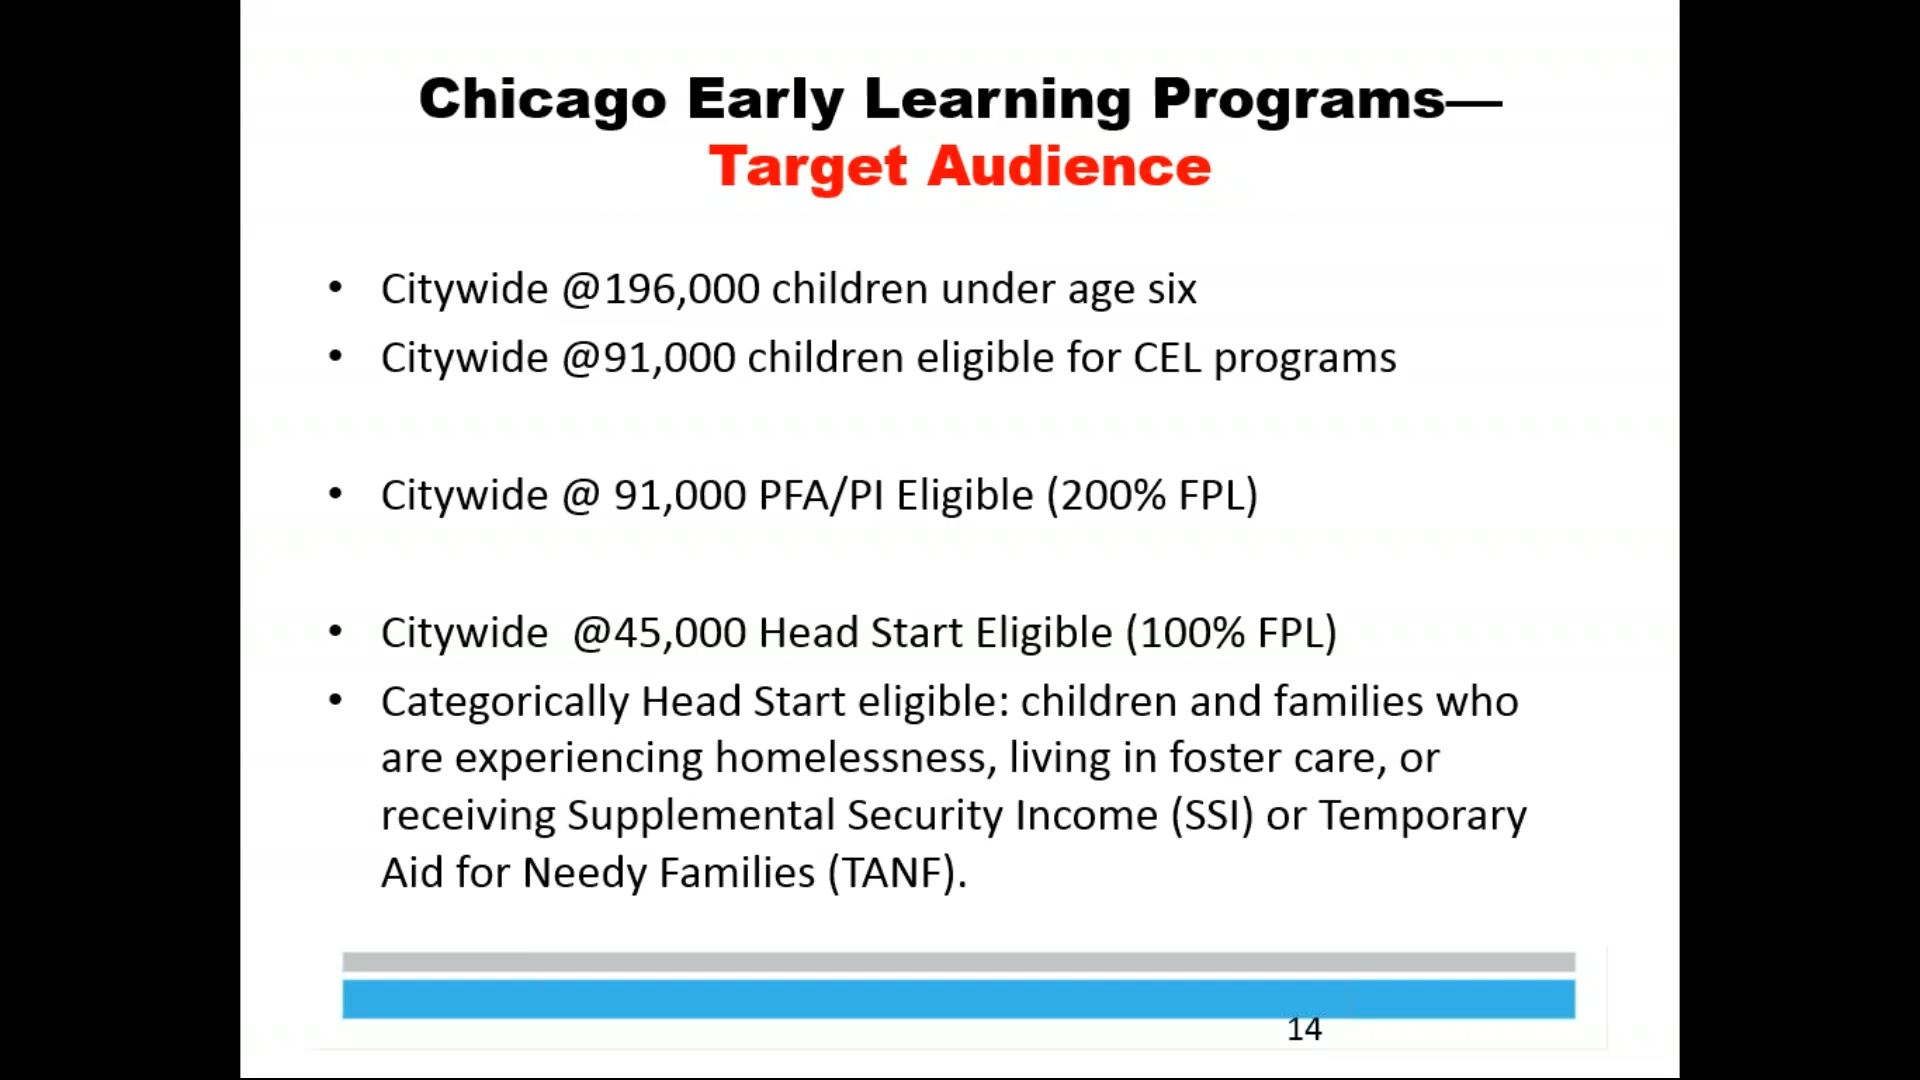 Chicago Early Learning Programs—
Target Audience
• Citywide @196,000 children under age six
• Citywide @91,000 children eligible for CEL programs
• Citywide @ 91,000 PFA/PI Eligible (200% FPL)
• Citywide  @45,000 Head Start Eligible (100% FPL)
• Categorically Head Start eligible: children and families who
are experiencing homelessness, living in foster care, or
receiving Supplemental Security Income (SSI) or Temporary
Aid for Needy Families (TANF).
14